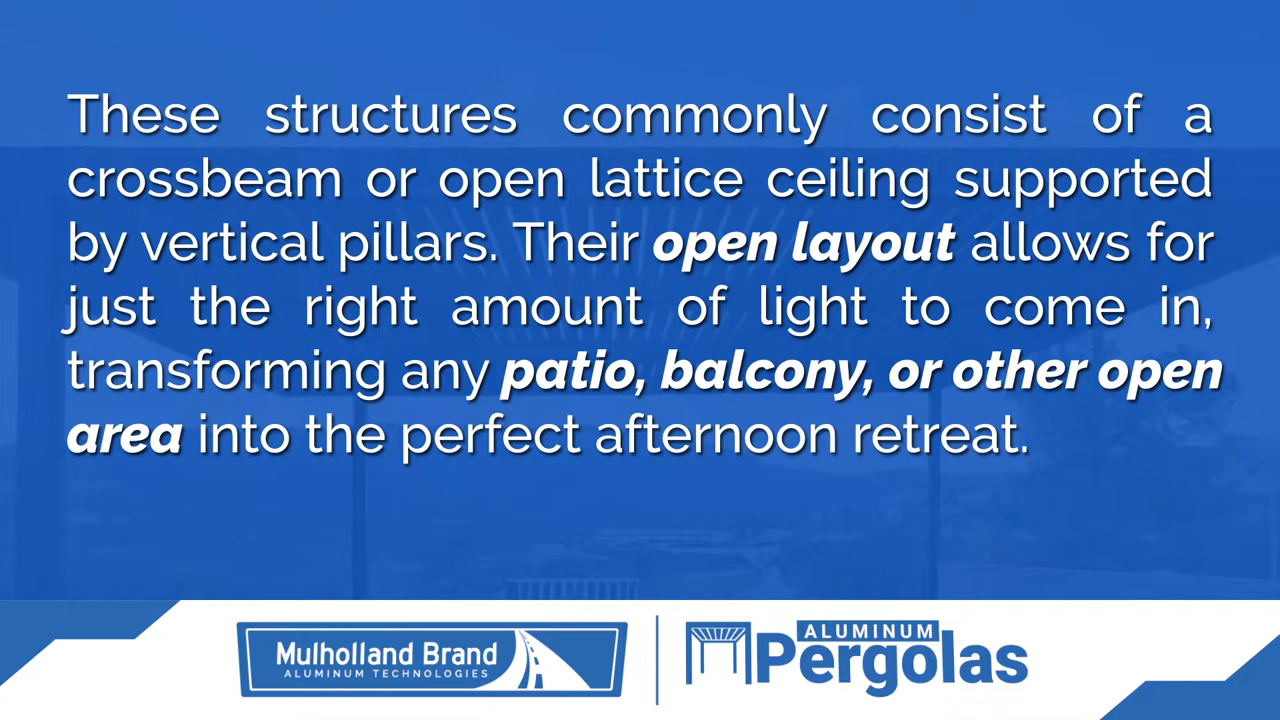 These structures commonly consist of a
crossbeam or open lattice ceiling supported
by vertical pillars. Their open layout allows for
just the right amount of light to come in,
transforming any patio, balcony, or other open
area into the perfect afternoon retreat.
Mulholland Brand
ALUMINUM TECHNOLOGIES
ALUMINUM
Pergolas